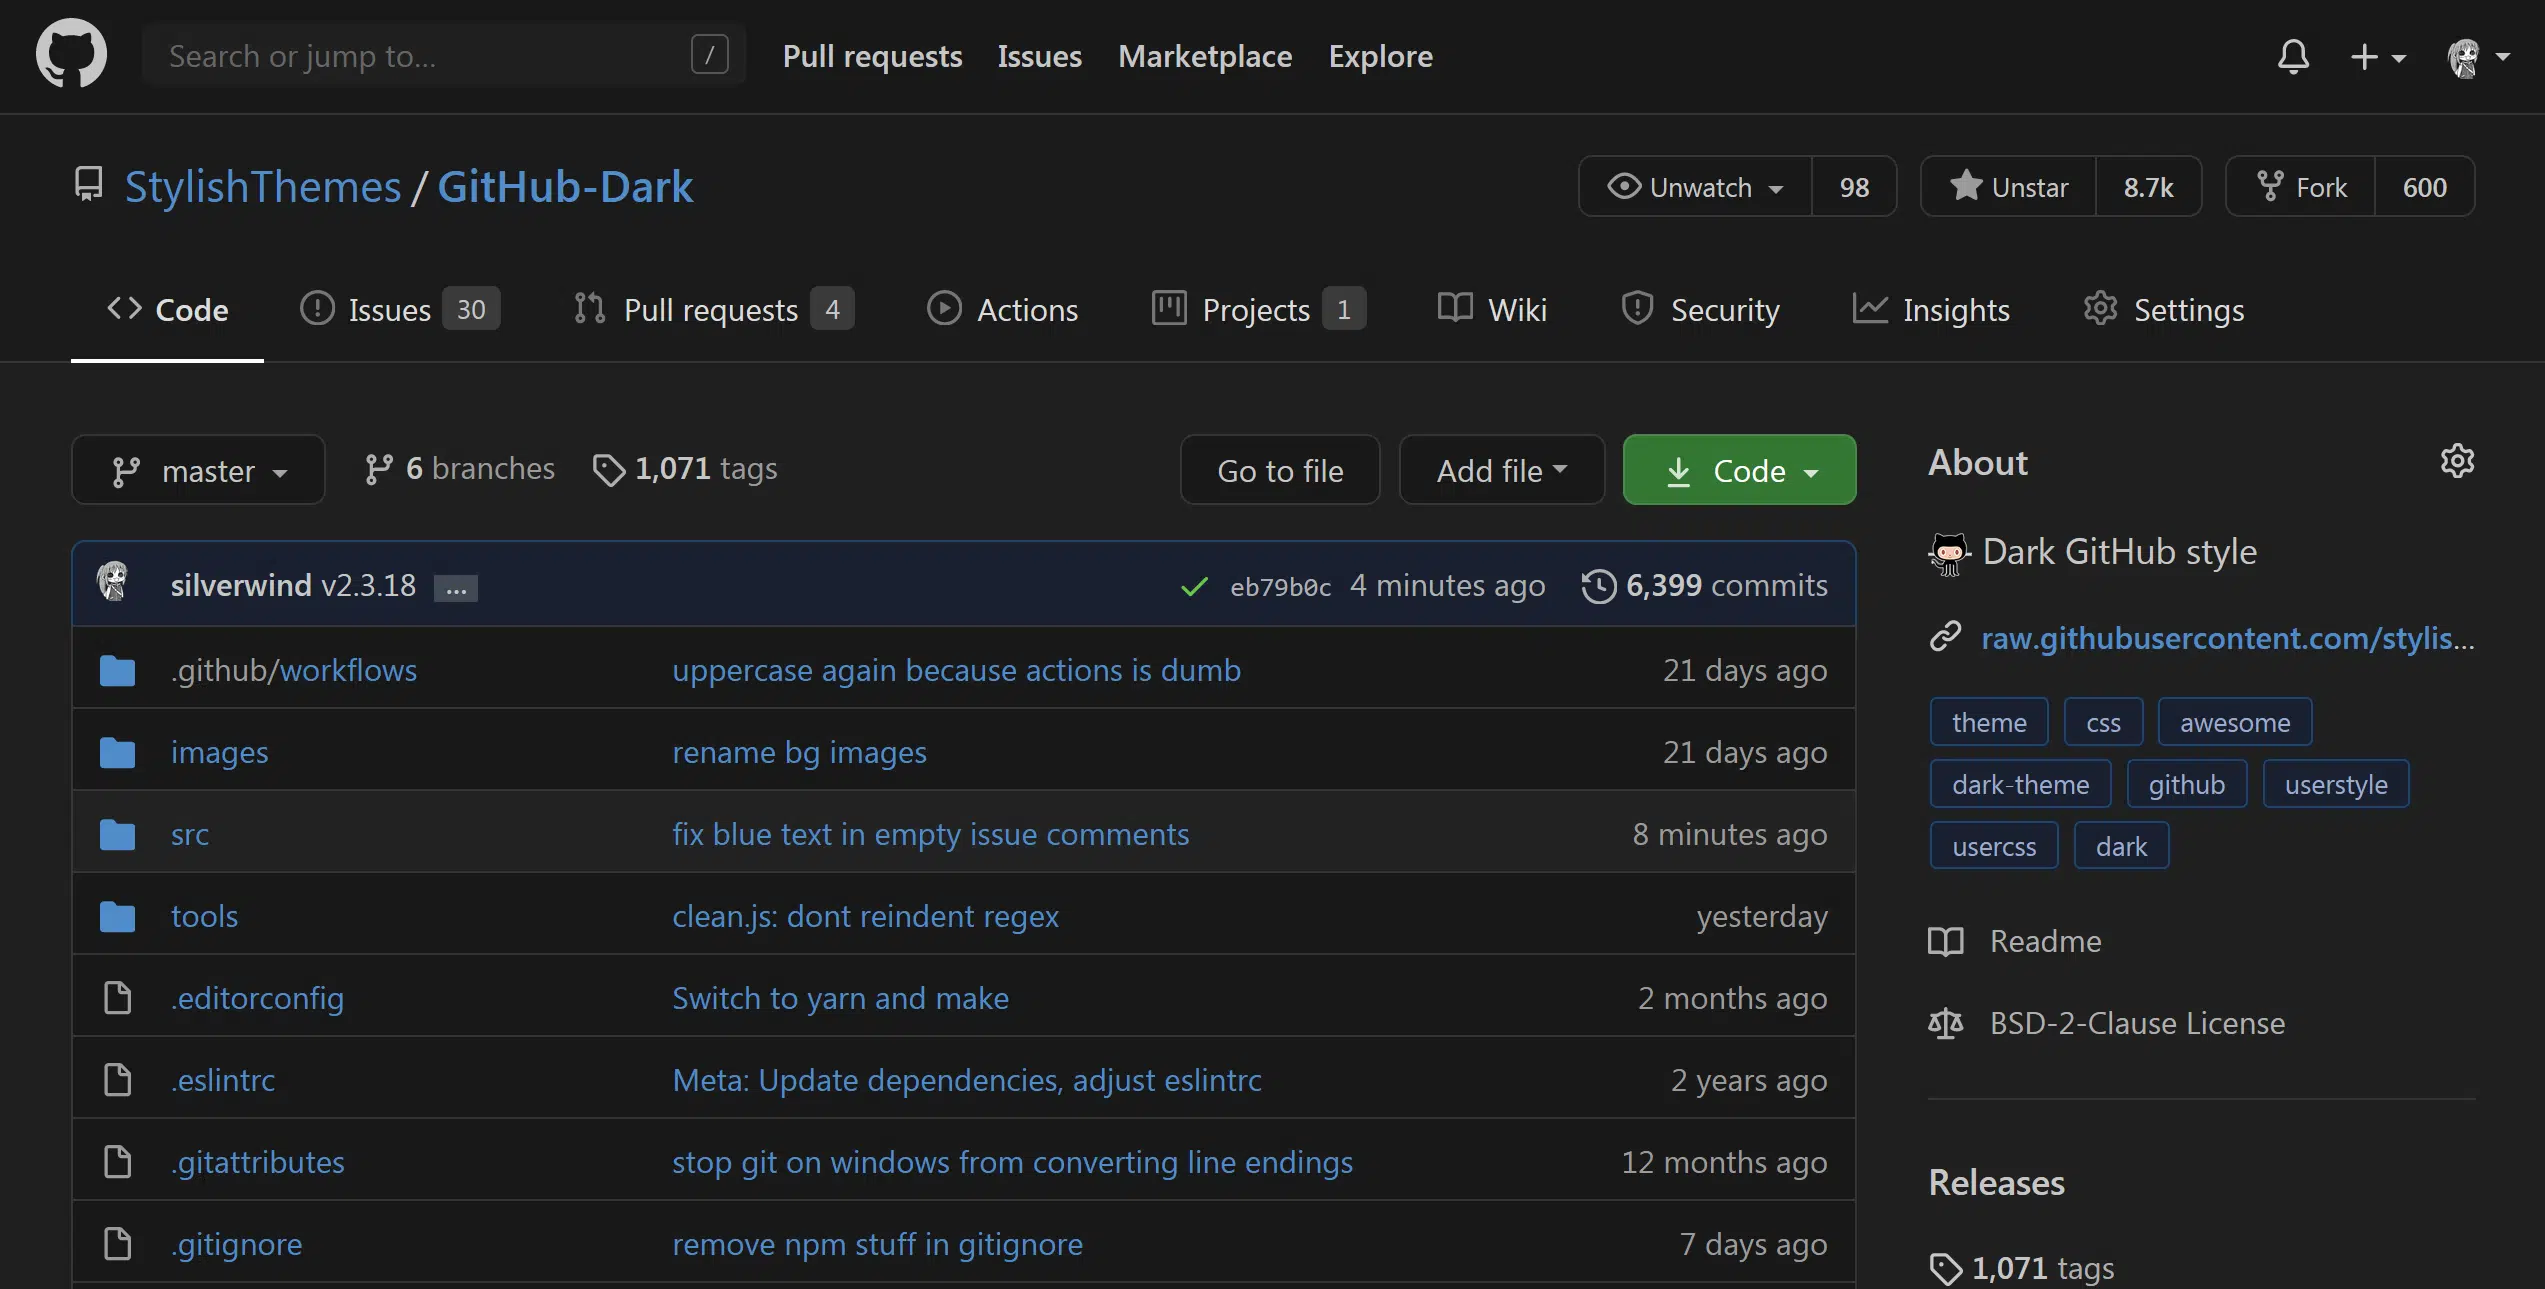 Search or jump to... / Pull requests Issues Marketplace Explore
StylishThemes / GitHub-Dark Unwatch 98 Unstar 8.7k Fork 600
Code Issues 30 Pull requests 4 Actions Projects 1 Wiki Security Insights Settings
master 6 branches 1,071 tags Go to file Add file Code
silverwind v2.3.18 ... eb79b0c 4 minutes ago 6,399 commits
.github/workflows uppercase again because actions is dumb 21 days ago
images rename bg images 21 days ago
src fix blue text in empty issue comments 8 minutes ago
tools clean.js: dont reindent regex yesterday
.editorconfig Switch to yarn and make 2 months ago
.eslintrc Meta: Update dependencies, adjust eslintrc 2 years ago
.gitattributes stop git on windows from converting line endings 12 months ago
.gitignore remove npm stuff in gitignore 7 days ago
About
Dark GitHub style
raw.githubusercontent.com/stylis...
theme css awesome
dark-theme github userstyle
usercss dark
Readme
BSD-2-Clause License
Releases
1,071 tags